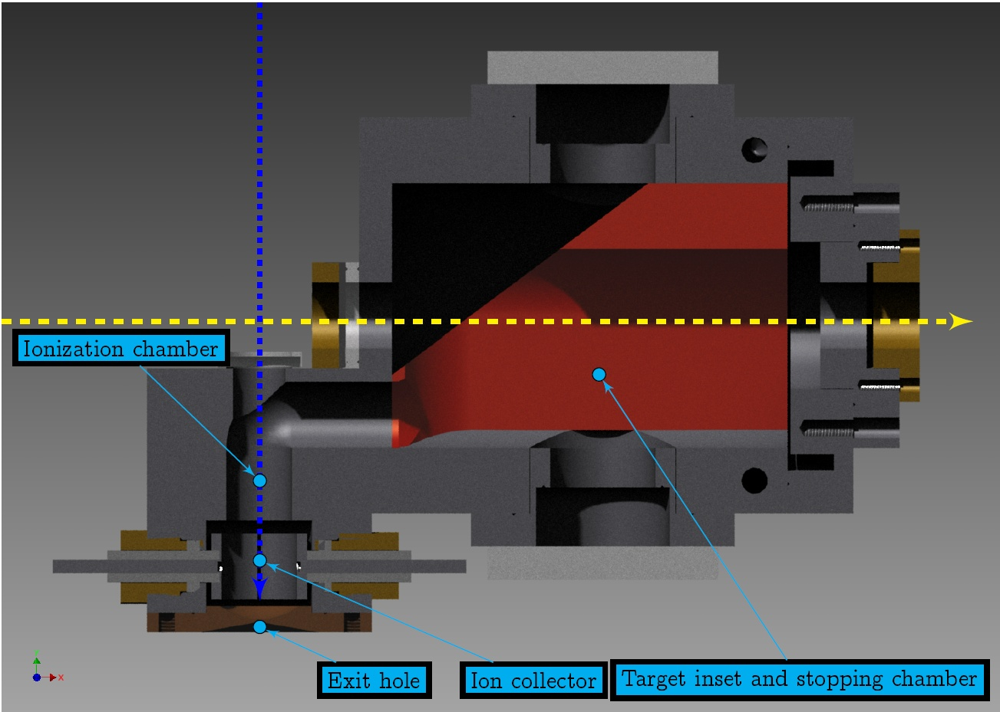 Ionization chamber
Exit hole
Ion collector
Target inset and stopping chamber
x